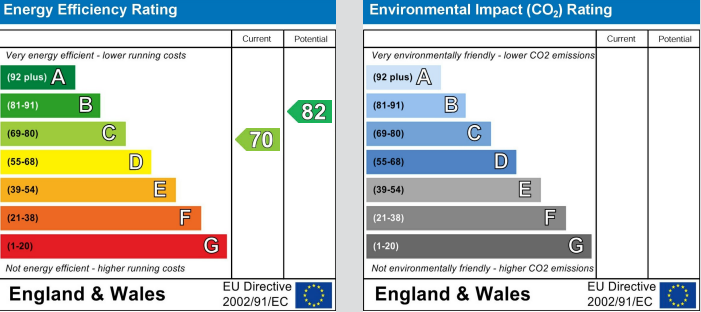 Energy Efficiency Rating
Current Potential
Very energy efficient - lower running costs
(92 plus) A
(81-91) B
82
(69-80) C
70
(55-68) D
(39-54) E
(21-38) F
(1-20) G
Not energy efficient - higher running costs
England & Wales
EU Directive
2002/91/EC
Environmental Impact (CO₂) Rating
Current Potential
Very environmentally friendly - lower CO2 emissions
(92 plus) A
(81-91) B
(69-80) C
(55-68) D
(39-54) E
(21-38) F
(1-20) G
Not environmentally friendly - higher CO2 emissions
England & Wales
EU Directive
2002/91/EC